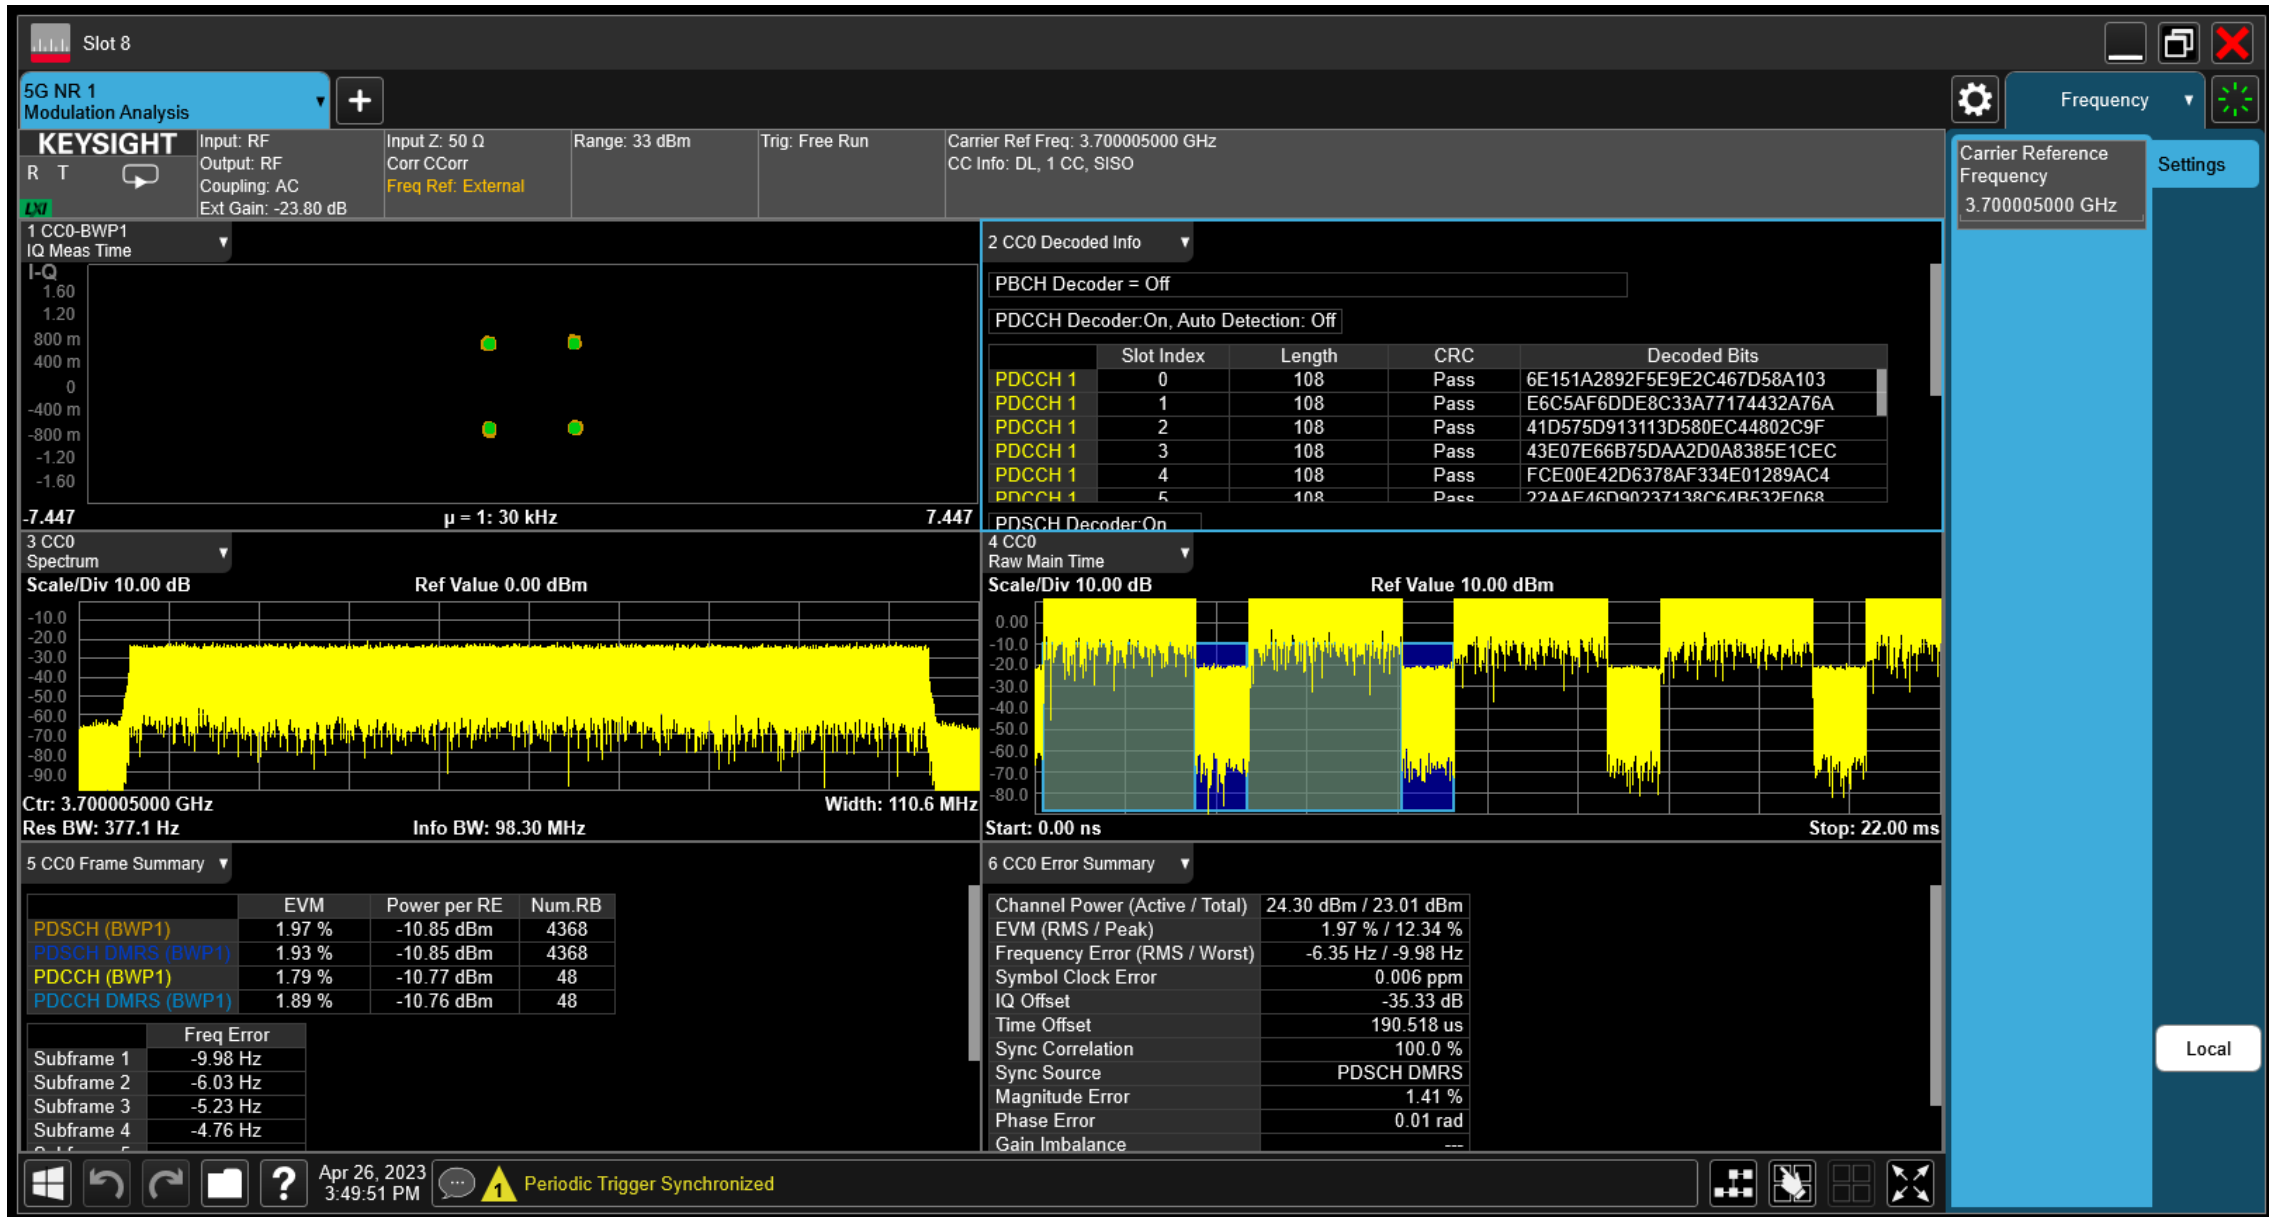 Slot 8
5G NR 1
Modulation Analysis
Frequency
KEYSIGHT
R T
LXI
Input: RF
Output: RF
Coupling: AC
Ext Gain: -23.80 dB
Input Z: 50 Ω
Corr CCorr
Freq Ref: External
Range: 33 dBm
Trig: Free Run
Carrier Ref Freq: 3.700005000 GHz
CC Info: DL, 1 CC, SISO
Carrier Reference
Frequency
3.700005000 GHz
Settings
1 CC0-BWP1
IQ Meas Time
I-Q
1.60
1.20
800 m
400 m
0
-400 m
-800 m
-1.20
-1.60
-7.447 µ = 1: 30 kHz 7.447
2 CC0 Decoded Info
PBCH Decoder = Off
PDCCH Decoder:On, Auto Detection: Off
Slot Index Length CRC Decoded Bits
PDCCH 1 0 108 Pass 6E151A2892F5E9E2C467D58A103
PDCCH 1 1 108 Pass E6C5AF6DDE8C33A77174432A76A
PDCCH 1 2 108 Pass 41D575D913113D580EC44802C9F
PDCCH 1 3 108 Pass 43E07E66B75DAA2D0A8385E1CEC
PDCCH 1 4 108 Pass FCE00E42D6378AF334E01289AC4
PDCCH 1 5 108 Pass 22AAE46D90237138C64B532E068
PDSCH Decoder:On
3 CC0
Spectrum
Scale/Div 10.00 dB Ref Value 0.00 dBm
-10.0
-20.0
-30.0
-40.0
-50.0
-60.0
-70.0
-80.0
-90.0
Ctr: 3.700005000 GHz Width: 110.6 MHz
Res BW: 377.1 Hz Info BW: 98.30 MHz
4 CC0
Raw Main Time
Scale/Div 10.00 dB Ref Value 10.00 dBm
0.00
-10.0
-20.0
-30.0
-40.0
-50.0
-60.0
-70.0
-80.0
Start: 0.00 ns Stop: 22.00 ms
5 CC0 Frame Summary
EVM Power per RE Num.RB
PDSCH (BWP1) 1.97 % -10.85 dBm 4368
PDSCH DMRS (BWP1) 1.93 % -10.85 dBm 4368
PDCCH (BWP1) 1.79 % -10.77 dBm 48
PDCCH DMRS (BWP1) 1.89 % -10.76 dBm 48
Freq Error
Subframe 1 -9.98 Hz
Subframe 2 -6.03 Hz
Subframe 3 -5.23 Hz
Subframe 4 -4.76 Hz
6 CC0 Error Summary
Channel Power (Active / Total) 24.30 dBm / 23.01 dBm
EVM (RMS / Peak) 1.97 % / 12.34 %
Frequency Error (RMS / Worst) -6.35 Hz / -9.98 Hz
Symbol Clock Error 0.006 ppm
IQ Offset -35.33 dB
Time Offset 190.518 us
Sync Correlation 100.0 %
Sync Source PDSCH DMRS
Magnitude Error 1.41 %
Phase Error 0.01 rad
Gain Imbalance ---
Local
Apr 26, 2023
3:49:51 PM
1
Periodic Trigger Synchronized